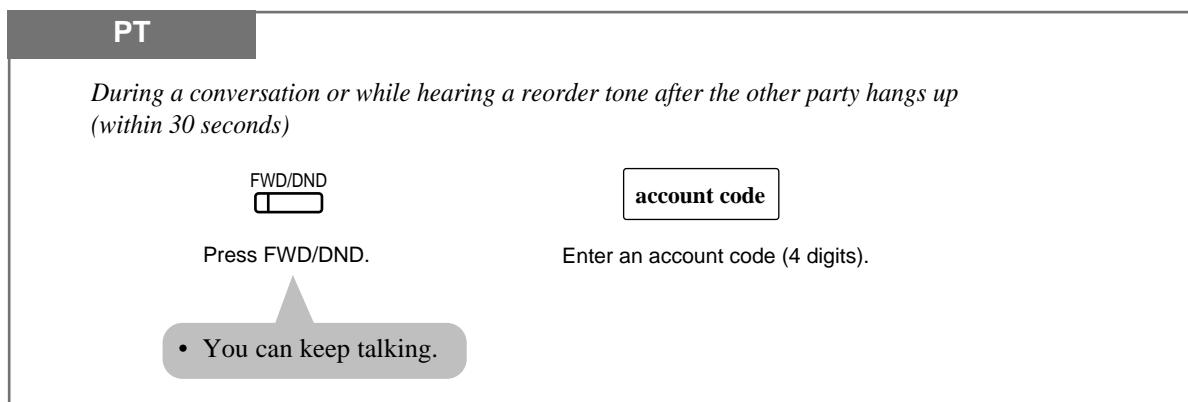 PT
During a conversation or while hearing a reorder tone after the other party hangs up
(within 30 seconds)
FWD/DND
account code
Press FWD/DND.
Enter an account code (4 digits).
• You can keep talking.